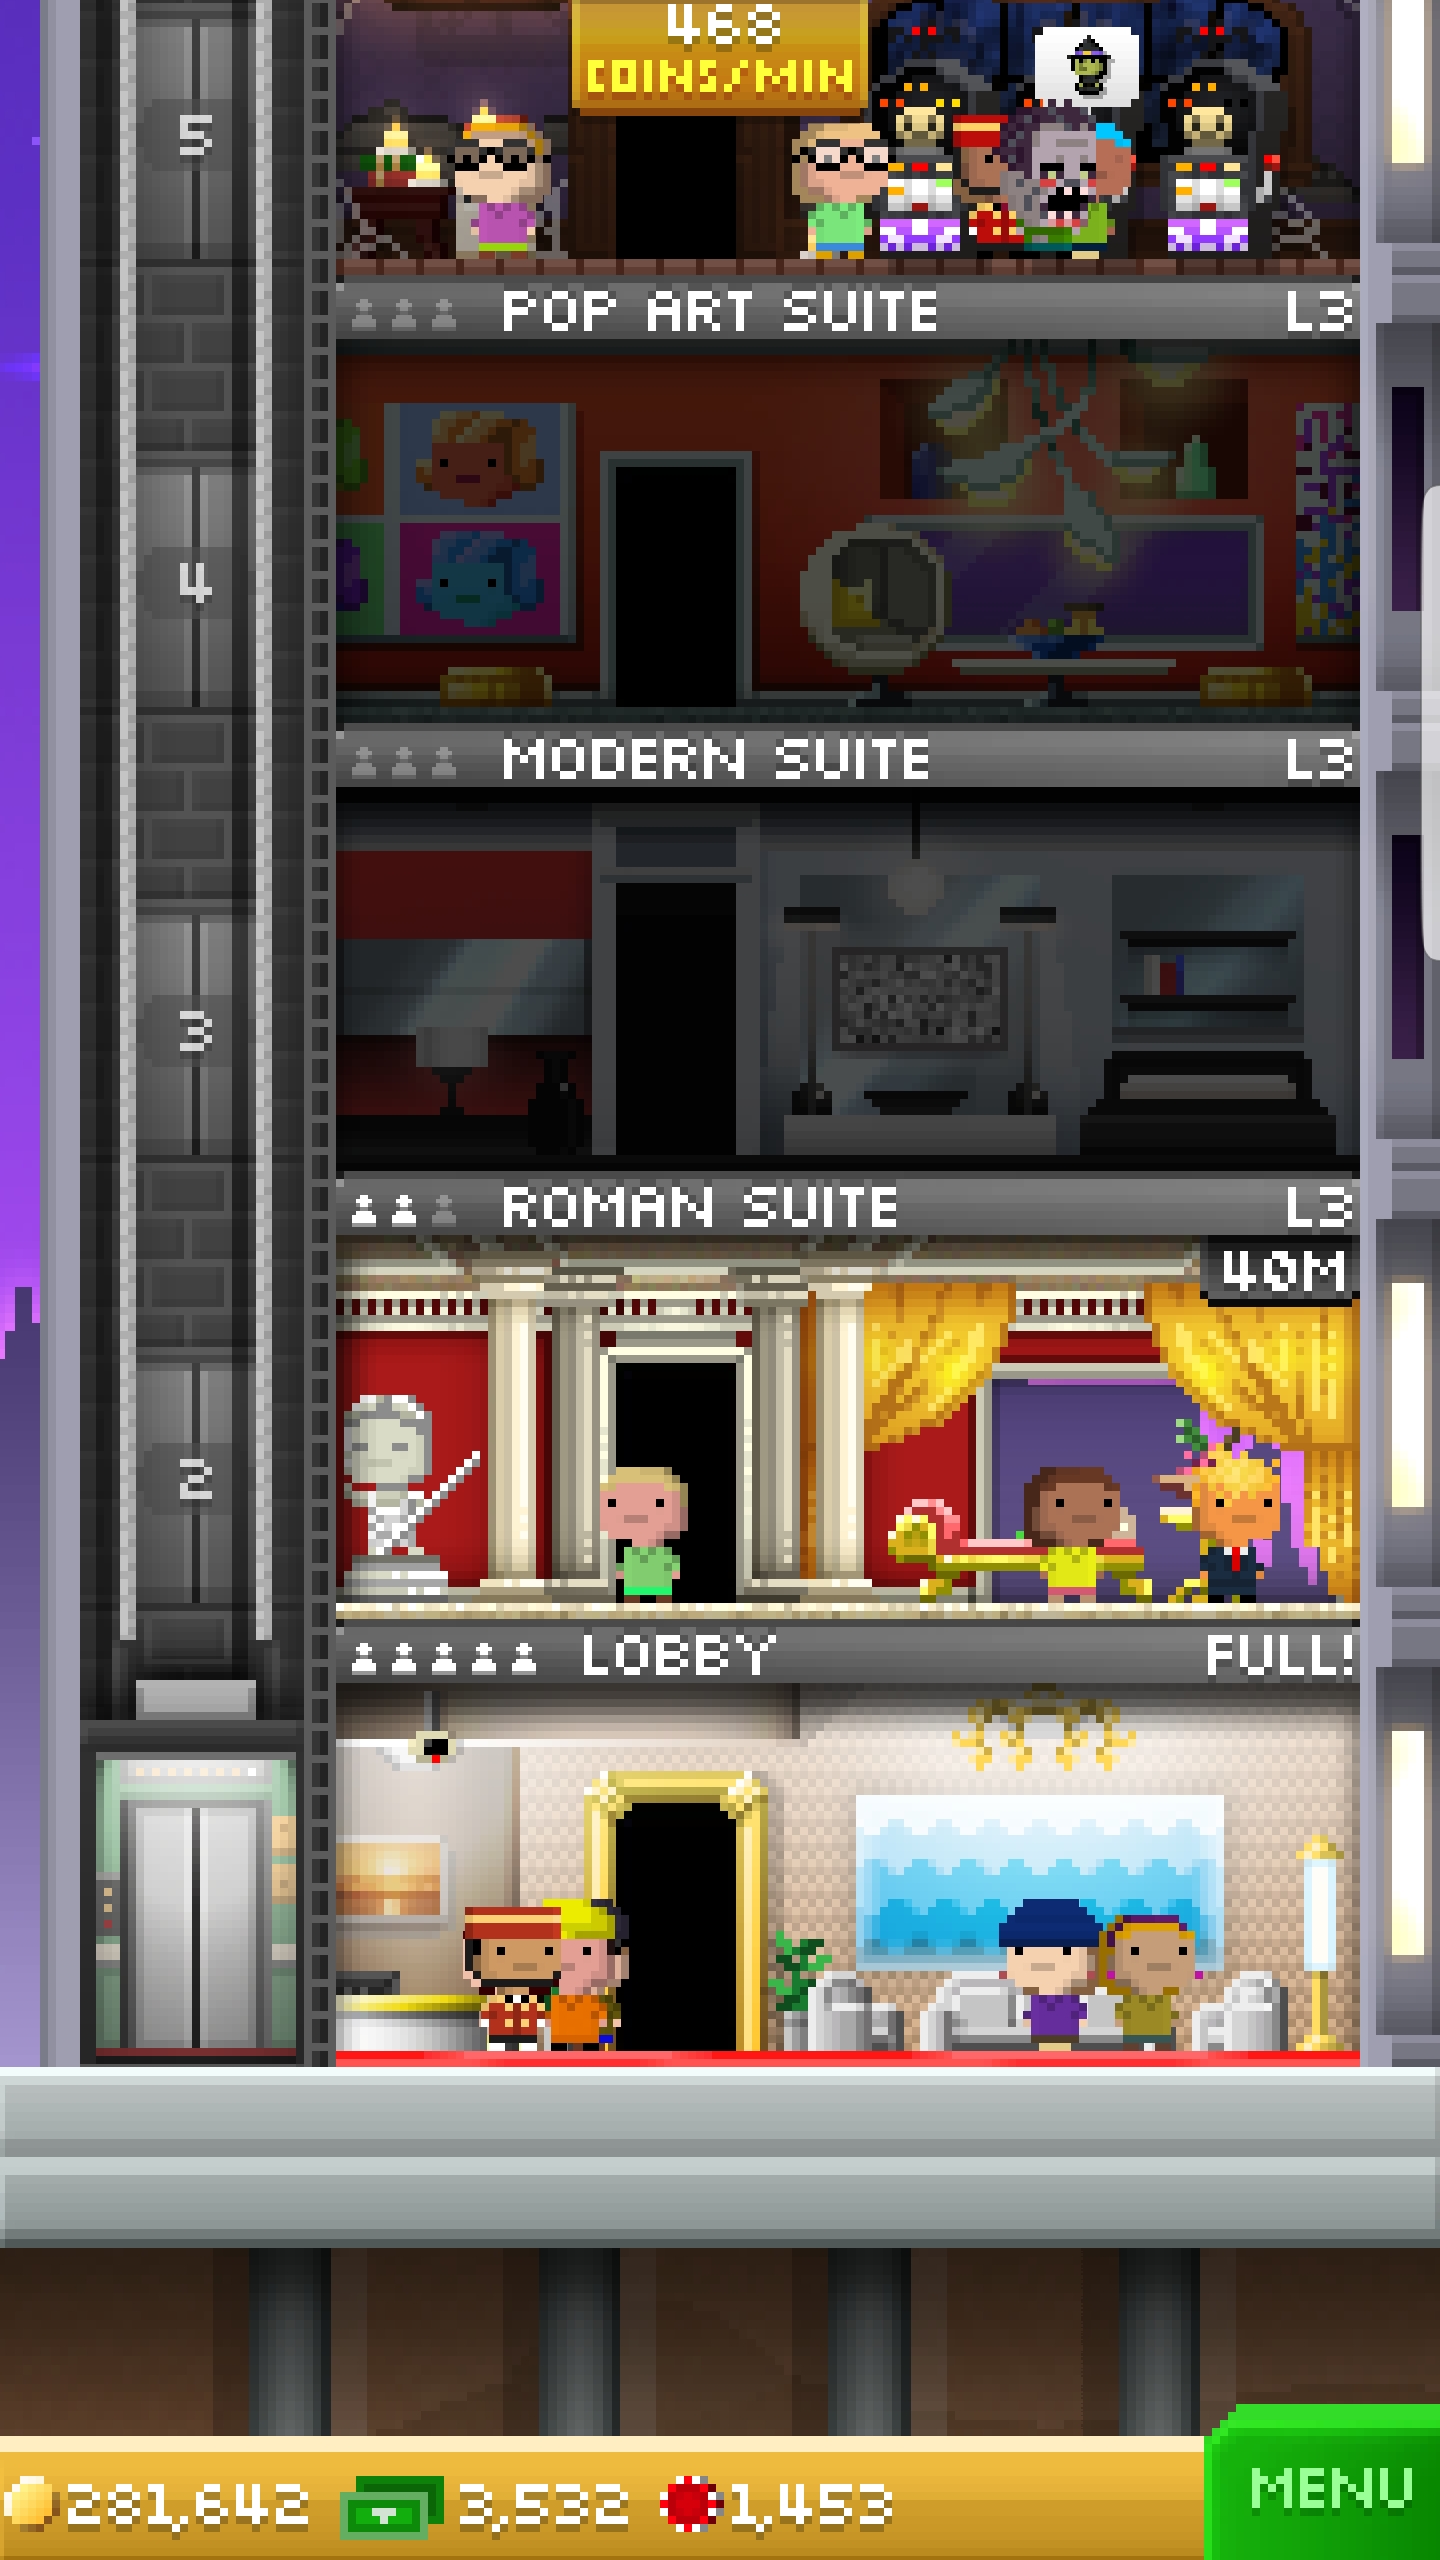 468
COINS/MIN
5
POP ART SUITE L3
4
MODERN SUITE L3
3
ROMAN SUITE L3
40M
2
LOBBY FULL!
281,642 3,532 1,453
MENU